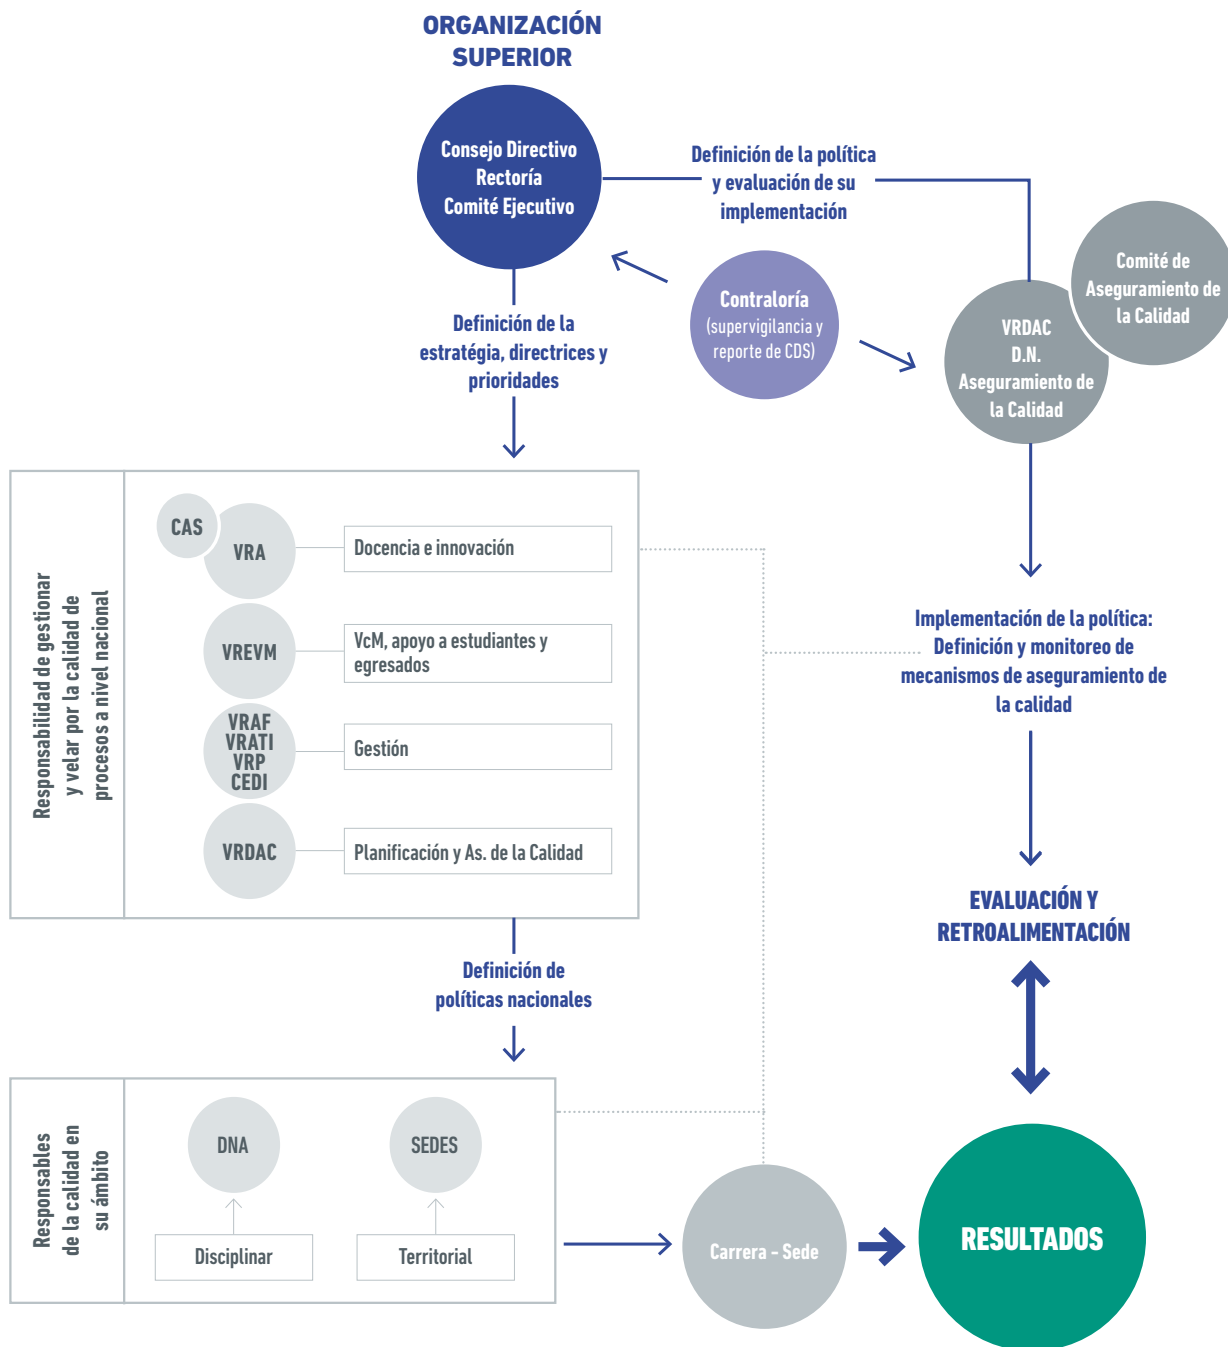 ORGANIZACIÓN
SUPERIOR
Consejo Directivo
Rectoría
Comité Ejecutivo
Definición de la política
y evaluación de su
implementación
Comité de
Aseguramiento de
la Calidad
Contraloría
(supervigilancia y
reporte de CDS)
VRDAC
D.N.
Aseguramiento de
la Calidad
Definición de la
estratégia, directrices y
prioridades
Responsabilidad de gestionar
y velar por la calidad de
procesos a nivel nacional
CAS
VRA
Docencia e innovación
VREVM
VcM, apoyo a estudiantes y
egresados
VRAF
VRATI
VRP
CEDI
Gestión
VRDAC
Planificación y As. de la Calidad
Implementación de la política:
Definición y monitoreo de
mecanismos de aseguramiento de
la calidad
EVALUACIÓN Y
RETROALIMENTACIÓN
Definición de
políticas nacionales
Responsables
de la calidad en
su ámbito
DNA
SEDES
Disciplinar
Territorial
Carrera - Sede
RESULTADOS